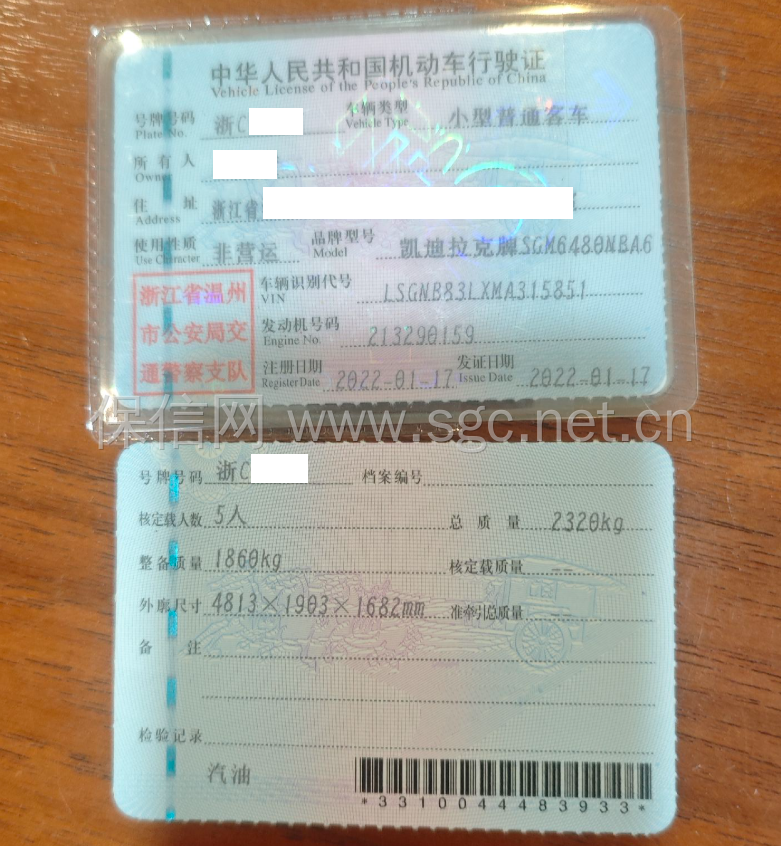 中华人民共和国机动车行驶证
Vehicle License of the People's Republic of China
号牌号码 浙C 车辆类型 小型普通客车
Plate No. Vehicle Type
所有人
Owner
住址 浙江省
Address
使用性质 非营运 品牌型号 凯迪拉克牌SGM6480NBA6
Use Character Model
浙江省温州
市公安局交
通警察支队
车辆识别代号 LSGNB83LXMA315851
VIN
发动机号码 213290159
Engine No.
注册日期 2022-01-17 发证日期 2022-01-17
Register Date Issue Date
保信网 www.sgc.net.cn
号牌号码 浙C 档案编号
核定载人数 5人 总质量 2320kg
整备质量 1860kg 核定载质量 --
外廓尺寸 4813×1903×1682mm 准牵引总质量 --
备注
检验记录
汽油
*3310044483933*